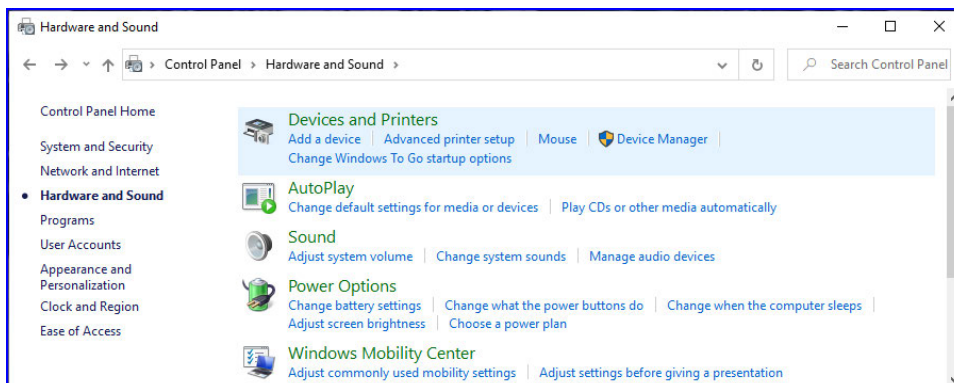 Hardware and Sound
Control Panel > Hardware and Sound >
Search Control Panel
Control Panel Home
System and Security
Network and Internet
Hardware and Sound
Programs
User Accounts
Appearance and
Personalization
Clock and Region
Ease of Access
Devices and Printers
Add a device | Advanced printer setup | Mouse | Device Manager |
Change Windows To Go startup options
AutoPlay
Change default settings for media or devices | Play CDs or other media automatically
Sound
Adjust system volume | Change system sounds | Manage audio devices
Power Options
Change battery settings | Change what the power buttons do | Change when the computer sleeps |
Adjust screen brightness | Choose a power plan
Windows Mobility Center
Adjust commonly used mobility settings | Adjust settings before giving a presentation